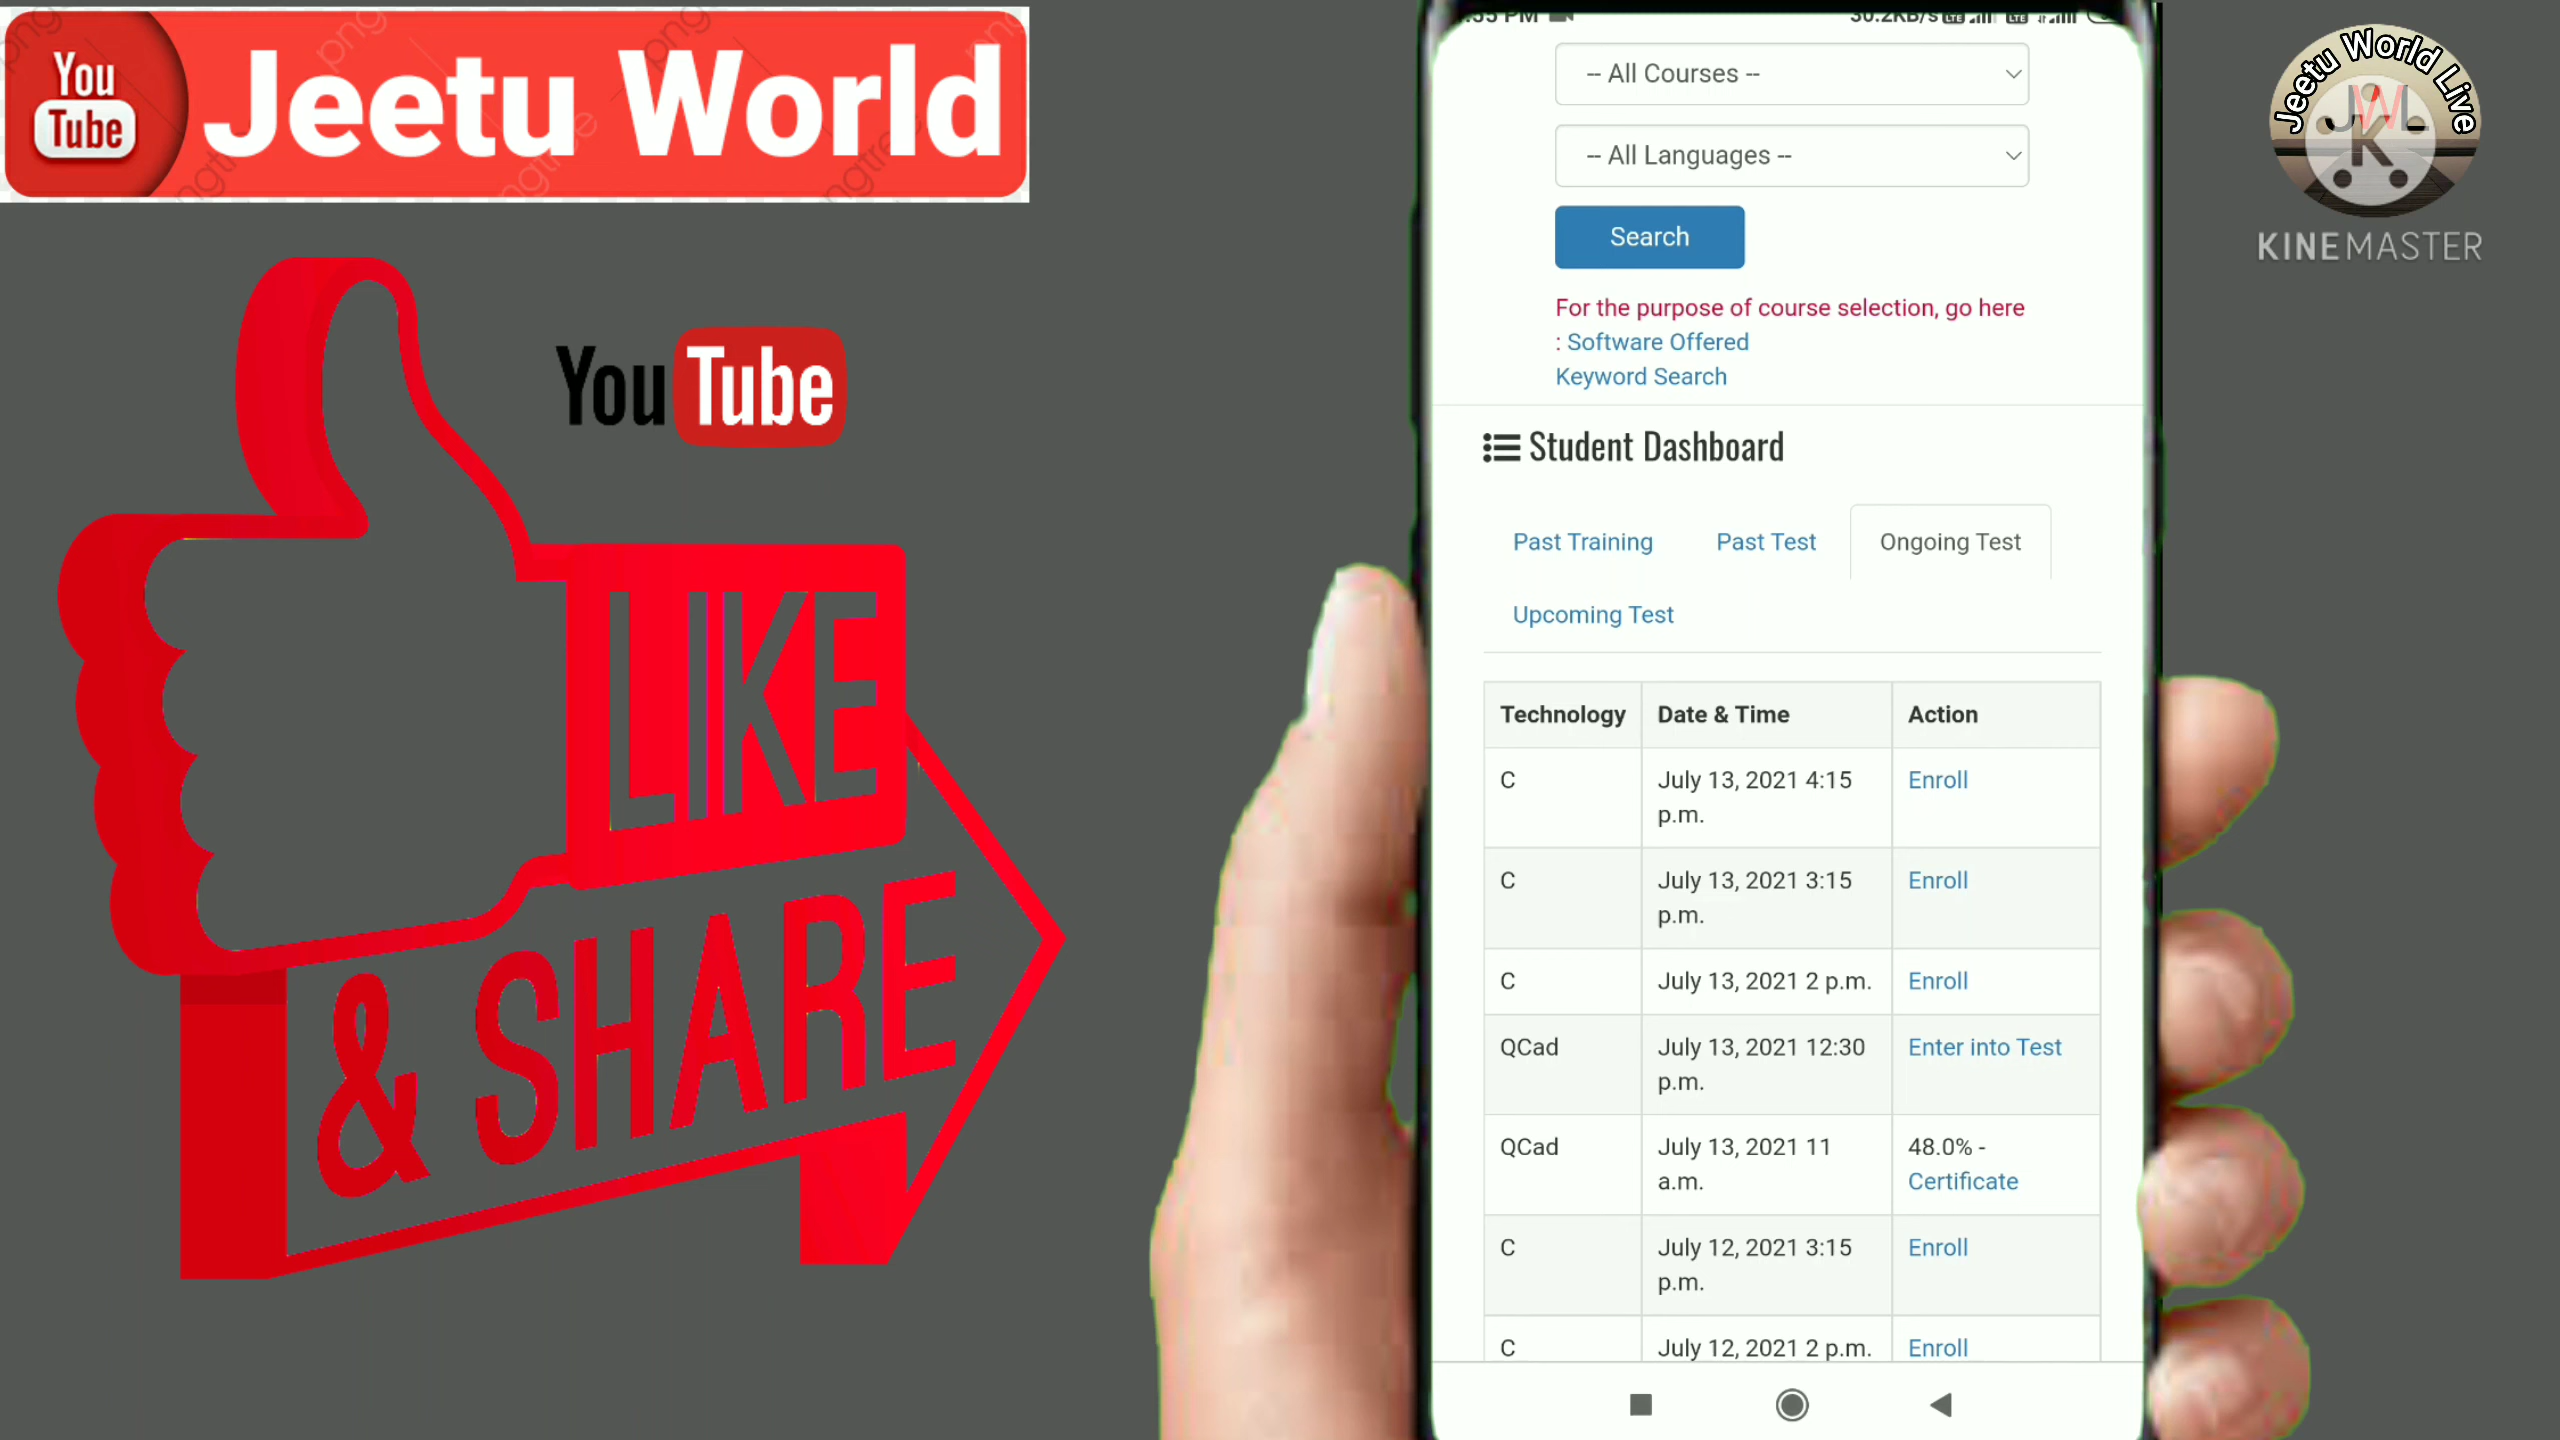 You
Tube
Jeetu World
YouTube
LIKE
& SHARE
Jeetu World Live
JWL
K
KINEMASTER
-- All Courses --
-- All Languages --
Search
For the purpose of course selection, go here
: Software Offered
Keyword Search
Student Dashboard
Past Training
Past Test
Ongoing Test
Upcoming Test
Technology Date & Time Action
C July 13, 2021 4:15 Enroll
p.m.
C July 13, 2021 3:15 Enroll
p.m.
C July 13, 2021 2 p.m. Enroll
QCad July 13, 2021 12:30 Enter into Test
p.m.
QCad July 13, 2021 11 48.0% -
a.m. Certificate
C July 12, 2021 3:15 Enroll
p.m.
C July 12, 2021 2 p.m. Enroll